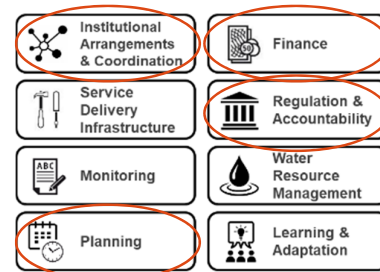 Institutional
Arrangements
& Coordination
Finance
Service
Delivery
Infrastructure
Regulation &
Accountability
ABC
Monitoring
Water
Resource
Management
Planning
Learning &
Adaptation